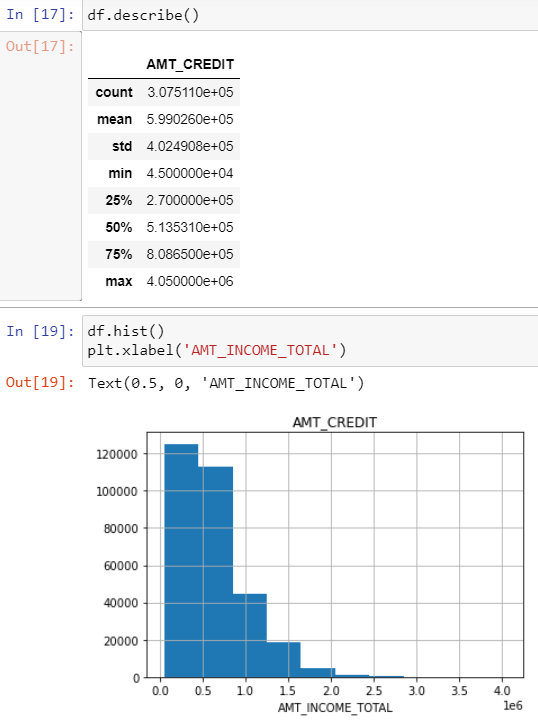 In [17]: df.describe()
Out[17]:
AMT_CREDIT
count 3.075110e+05
mean 5.990260e+05
std 4.024908e+05
min 4.500000e+04
25% 2.700000e+05
50% 5.135310e+05
75% 8.086500e+05
max 4.050000e+06
In [19]: df.hist()
plt.xlabel('AMT_INCOME_TOTAL')
Out[19]: Text(0.5, 0, 'AMT_INCOME_TOTAL')
AMT_CREDIT
120000
100000
80000
60000
40000
20000
0
0.0 0.5 1.0 1.5 2.0 2.5 3.0 3.5 4.0
1e6
AMT_INCOME_TOTAL